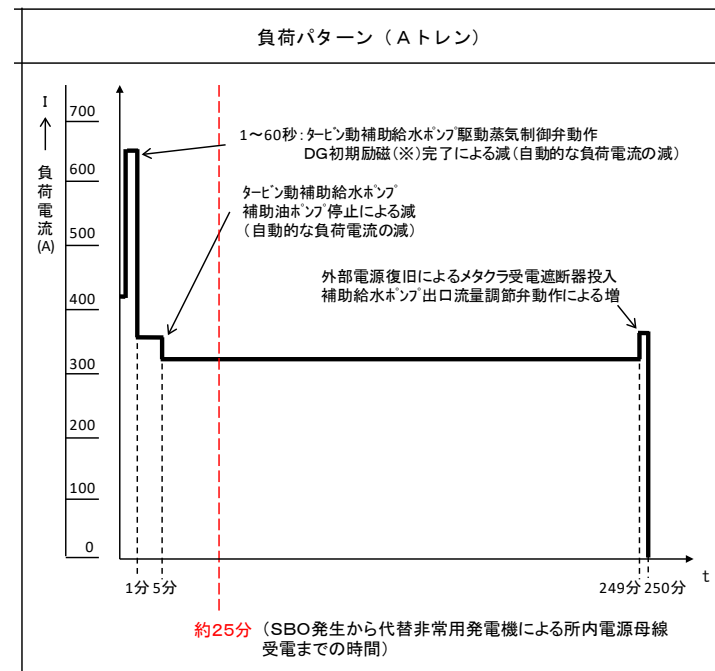 負荷パターン（Aトレン）
I
↑
負荷電流
(A)
700
600
500
400
300
200
100
0
1～60秒：タービン動補助給水ポンプ駆動蒸気制御弁動作
DG初期励磁（※）完了による減（自動的な負荷電流の減）
タービン動補助給水ポンプ
補助油ポンプ停止による減
（自動的な負荷電流の減）
外部電源復旧によるメタクラ受電遮断器投入
補助給水ポンプ出口流量調節弁動作による増
1分
5分
249分
250分
t
約25分（SBO発生から代替非常用発電機による所内電源母線
受電までの時間）